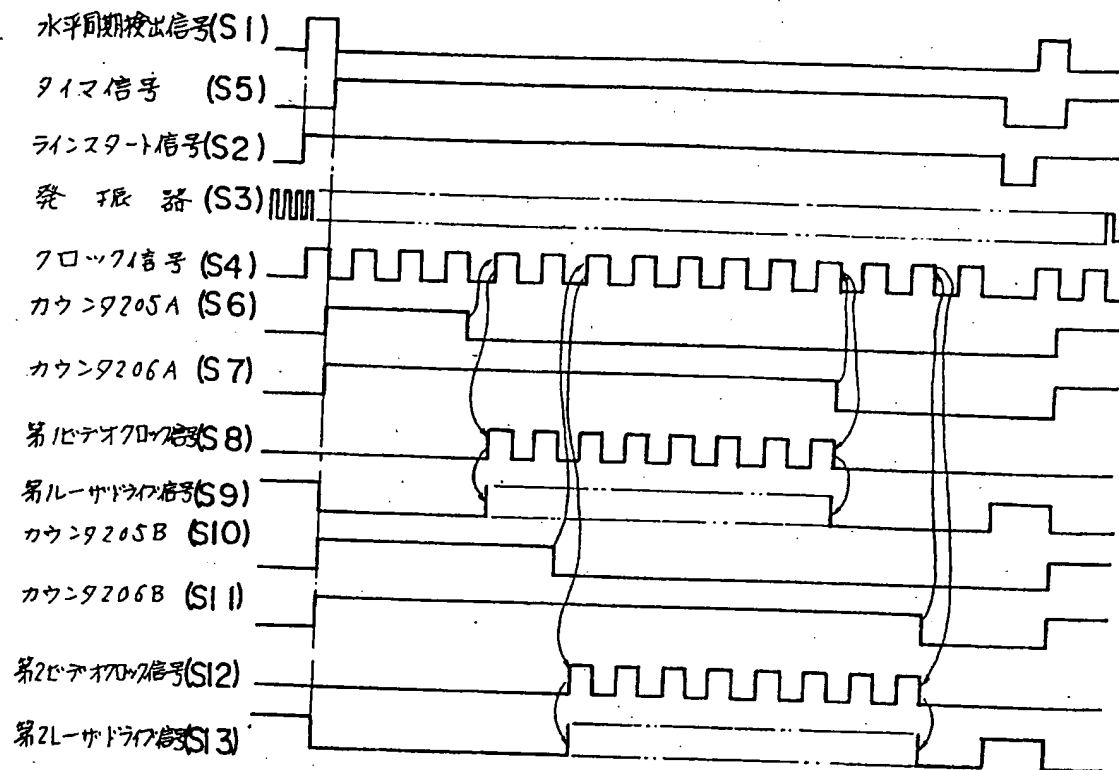 水平同期検出信号(S1)
タイマ信号 (S5)
ラインスタート信号(S2)
発振器 (S3)
クロック信号 (S4)
カウンタ205A (S6)
カウンタ206A (S7)
第1ビデオクロック信号(S8)
第1レーザドライブ信号(S9)
カウンタ205B (S10)
カウンタ206B (S11)
第2ビデオクロック信号(S12)
第2レーザドライブ信号(S13)